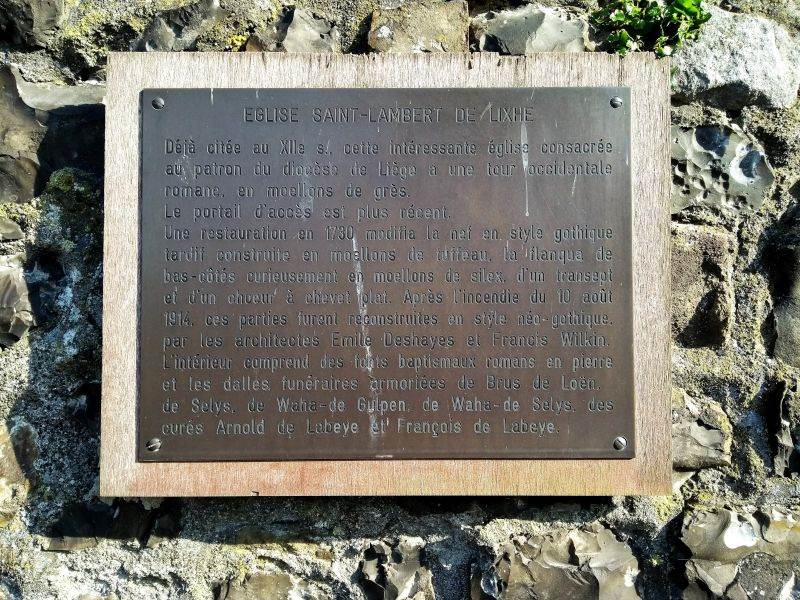 EGLISE SAINT-LAMBERT DE LIXHE
Déjà citée au XIIe s., cette intéressante église consacrée
au patron du diocèse de Liège a une tour occidentale
romane, en moellons de grès.
Le portail d'accès est plus récent.
Une restauration en 1730 modifia la nef en style gothique
tardif construite en moellons de tuffeau, la flanqua de
bas-côtés curieusement en moellons de silex, d'un transept
et d'un choeur à chevet plat. Après l'incendie du 10 août
1914, ces parties furent reconstruites en style néo-gothique,
par les architectes Emile Deshayes et Francis Wilkin.
L'intérieur comprend des fonts baptismaux romans en pierre
et les dalles funéraires armoriées de Brus de Loën,
de Selys, de Waha-de Gulpen, de Waha-de Selys, des
curés Arnold de Labeye et François de Labeye.